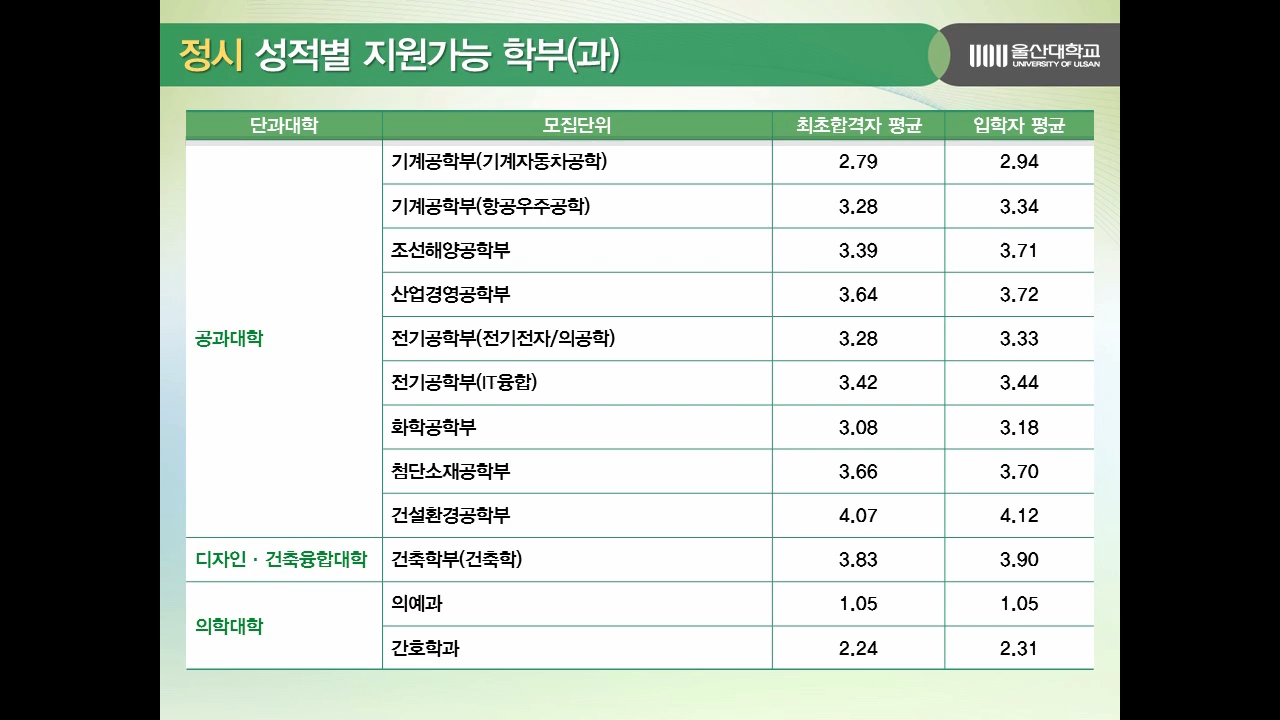 정시 성적별 지원가능 학부(과)
울산대학교
UNIVERSITY OF ULSAN
단과대학 모집단위 최초합격자 평균 입학자 평균
공과대학
기계공학부(기계자동차공학) 2.79 2.94
기계공학부(항공우주공학) 3.28 3.34
조선해양공학부 3.39 3.71
산업경영공학부 3.64 3.72
전기공학부(전기전자/의공학) 3.28 3.33
전기공학부(IT융합) 3.42 3.44
화학공학부 3.08 3.18
첨단소재공학부 3.66 3.70
건설환경공학부 4.07 4.12
디자인 · 건축융합대학 건축학부(건축학) 3.83 3.90
의학대학
의예과 1.05 1.05
간호학과 2.24 2.31